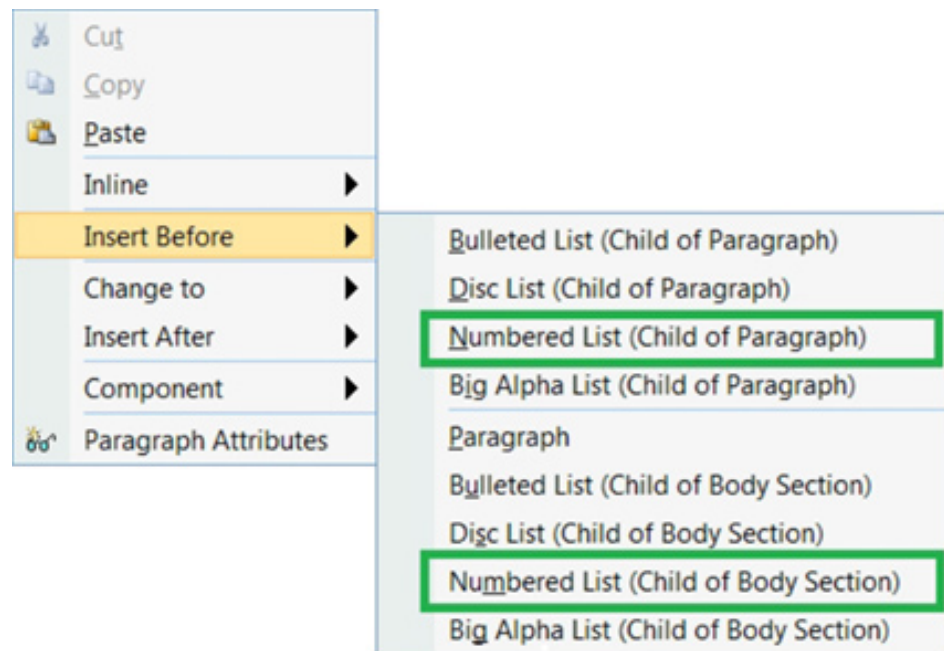 Cut
Copy
Paste
Inline
Insert Before
Change to
Insert After
Component
Paragraph Attributes
Bulleted List (Child of Paragraph)
Disc List (Child of Paragraph)
Numbered List (Child of Paragraph)
Big Alpha List (Child of Paragraph)
Paragraph
Bulleted List (Child of Body Section)
Disc List (Child of Body Section)
Numbered List (Child of Body Section)
Big Alpha List (Child of Body Section)